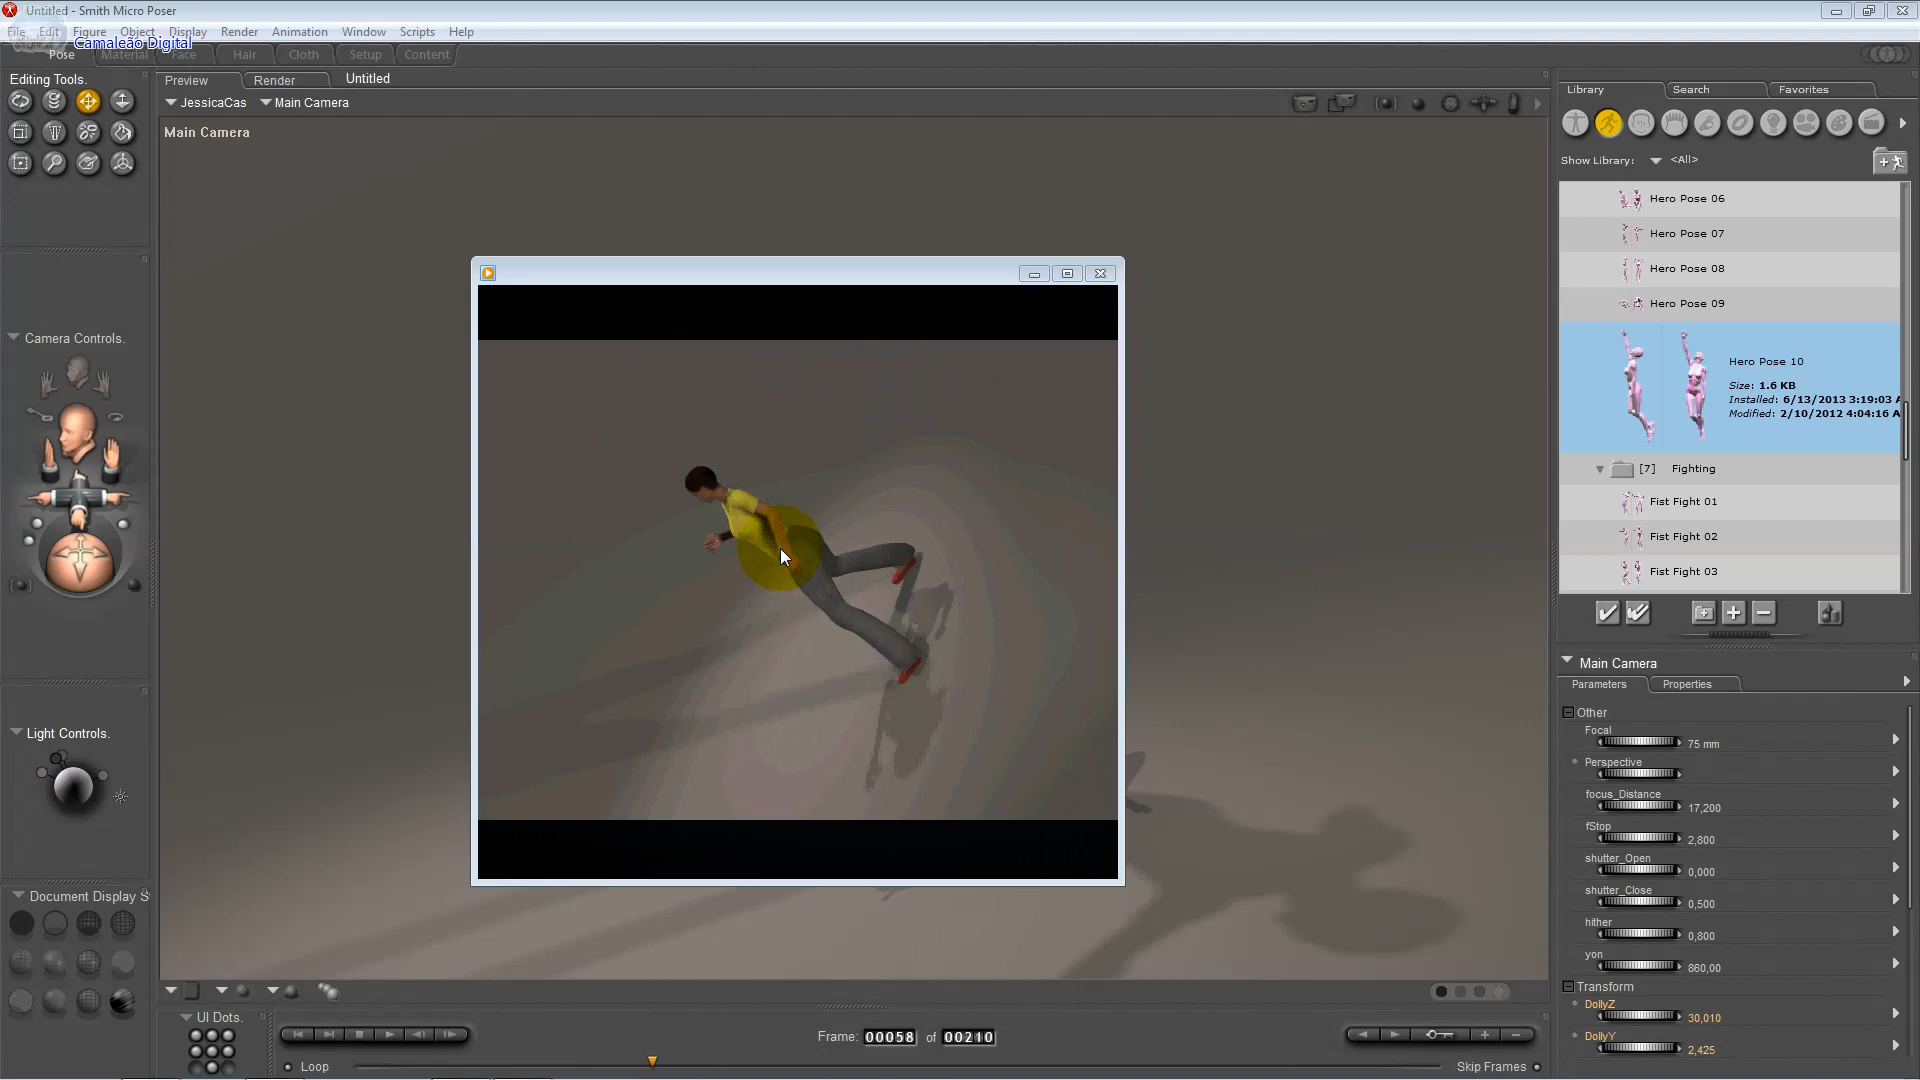 Untitled - Smith Micro Poser
File Edit Figure Object Display Render Animation Window Scripts Help
Camaleão Digital
Pose Material Face Hair Cloth Setup Content
Editing Tools.
Preview Render Untitled
JessicaCas Main Camera
Main Camera
Library Search Favorites
Show Library: <All>
Hero Pose 06
Hero Pose 07
Hero Pose 08
Hero Pose 09
Hero Pose 10
Size: 1.6 KB
Installed: 6/13/2013 3:19:03 A
Modified: 2/10/2012 4:04:16 A
[7] Fighting
Fist Fight 01
Fist Fight 02
Fist Fight 03
Camera Controls.
Light Controls.
Document Display S
Main Camera
Parameters Properties
Other
Focal
75 mm
Perspective
focus_Distance
17,200
fStop
2,800
shutter_Open
0,000
shutter_Close
0,500
hither
0,800
yon
860,00
Transform
DollyZ
30,010
DollyY
2,425
UI Dots.
Frame: 00058 of 00210
Loop
Skip Frames